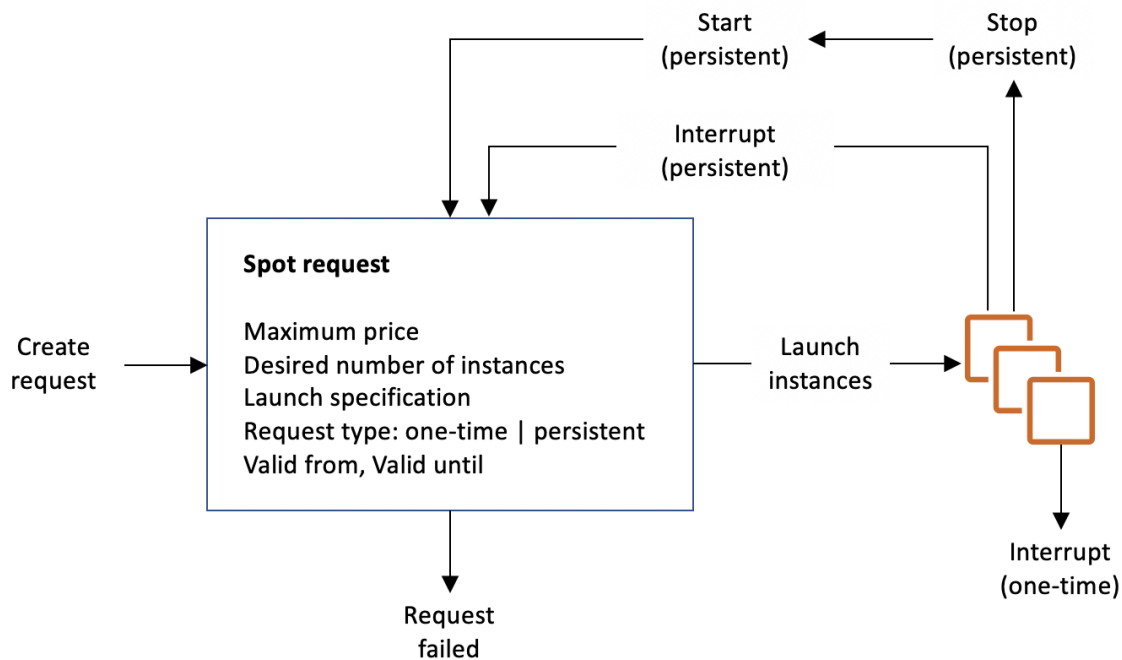 Start
(persistent)
Stop
(persistent)
Interrupt
(persistent)
Spot request
Maximum price
Desired number of instances
Launch specification
Request type: one-time | persistent
Valid from, Valid until
Create
request
Launch
instances
Interrupt
(one-time)
Request
failed